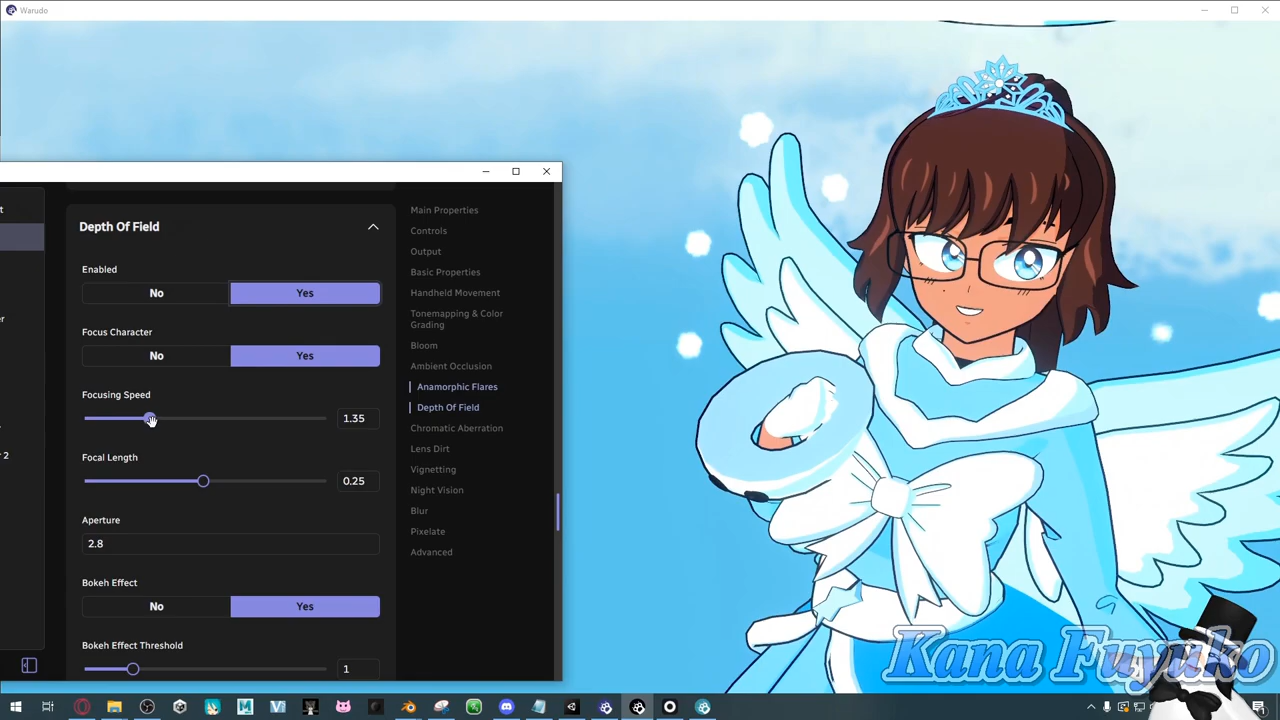 Warudo
t
er
2
Depth Of Field
Enabled
No
Yes
Focus Character
No
Yes
Focusing Speed
1.35
Focal Length
0.25
Aperture
2.8
Bokeh Effect
No
Yes
Bokeh Effect Threshold
1
Main Properties
Controls
Output
Basic Properties
Handheld Movement
Tonemapping & Color
Grading
Bloom
Ambient Occlusion
Anamorphic Flares
Depth Of Field
Chromatic Aberration
Lens Dirt
Vignetting
Night Vision
Blur
Pixelate
Advanced
Kana Fuyuko